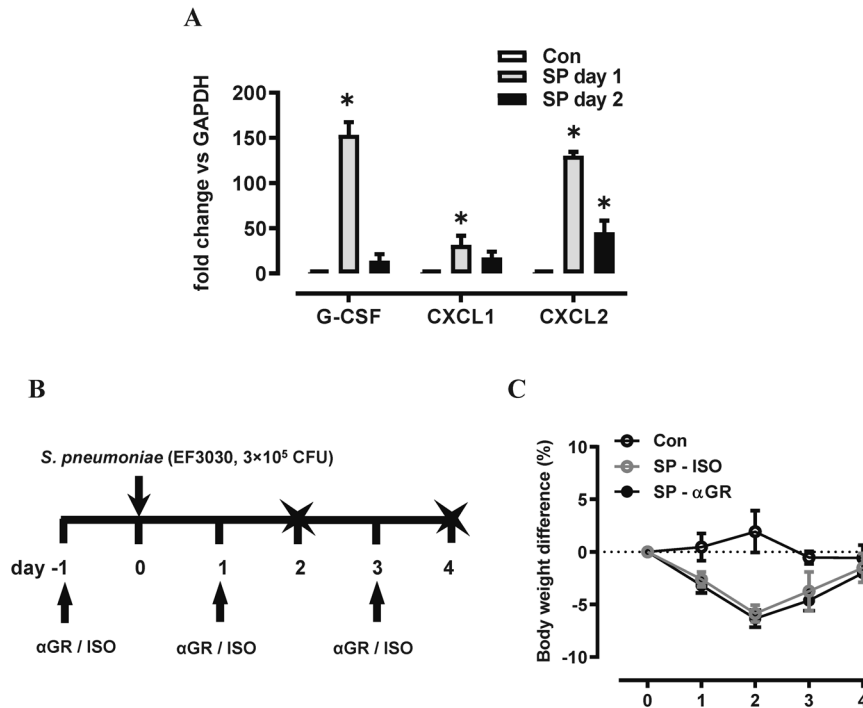 A
Con
SP day 1
SP day 2
fold change vs GAPDH
200
150
100
50
0
*
*
*
*
G-CSF CXCL1 CXCL2
B
S. pneumoniae (EF3030, 3×10⁵ CFU)
day -1 0 1 2 3 4
αGR / ISO αGR / ISO αGR / ISO
C
Con
SP - ISO
SP - αGR
Body weight difference (%)
10
5
0
-5
-10
0 1 2 3 4